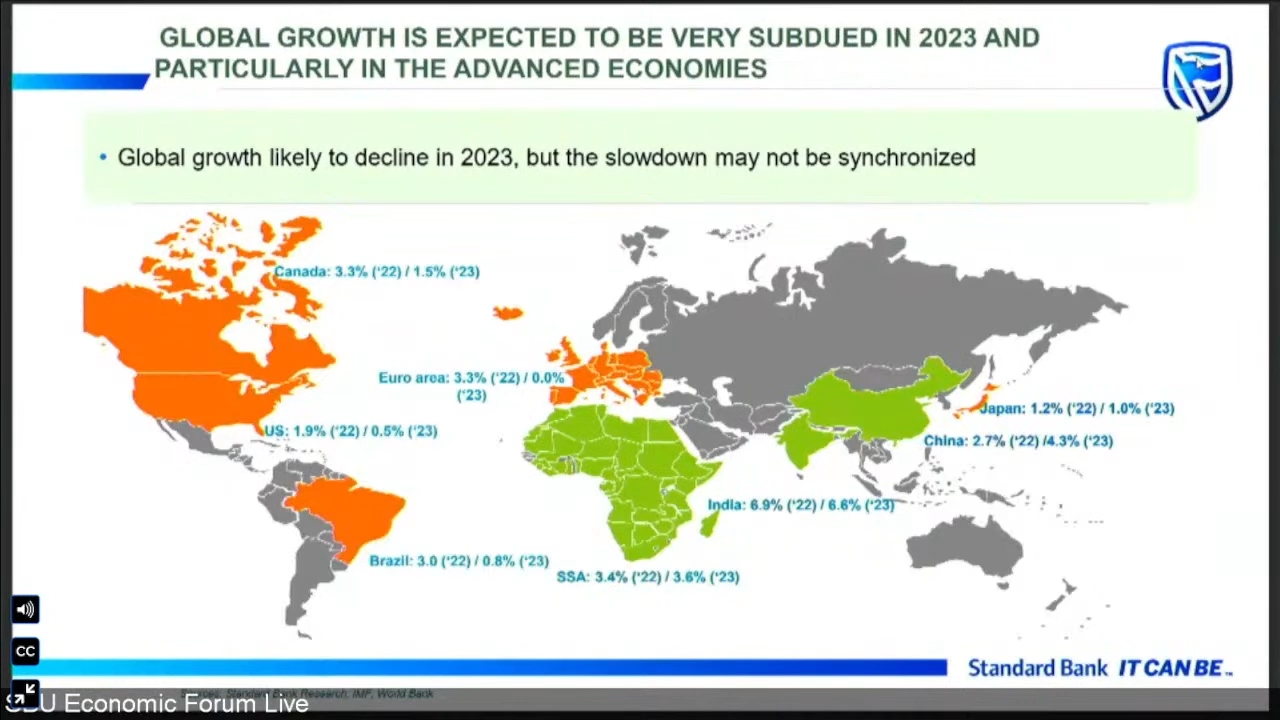 GLOBAL GROWTH IS EXPECTED TO BE VERY SUBDUED IN 2023 AND
PARTICULARLY IN THE ADVANCED ECONOMIES
• Global growth likely to decline in 2023, but the slowdown may not be synchronized
Canada: 3.3% (‘22) / 1.5% (‘23)
Euro area: 3.3% (‘22) / 0.0%
(‘23)
US: 1.9% (‘22) / 0.5% (‘23)
Japan: 1.2% (‘22) / 1.0% (‘23)
China: 2.7% (‘22) /4.3% (‘23)
India: 6.9% (‘22) / 6.6% (‘23)
Brazil: 3.0 (‘22) / 0.8% (‘23)
SSA: 3.4% (‘22) / 3.6% (‘23)
CC
Standard Bank IT CAN BE™
Sources: Standard Bank Research, IMF, World Bank
Economic Forum Live